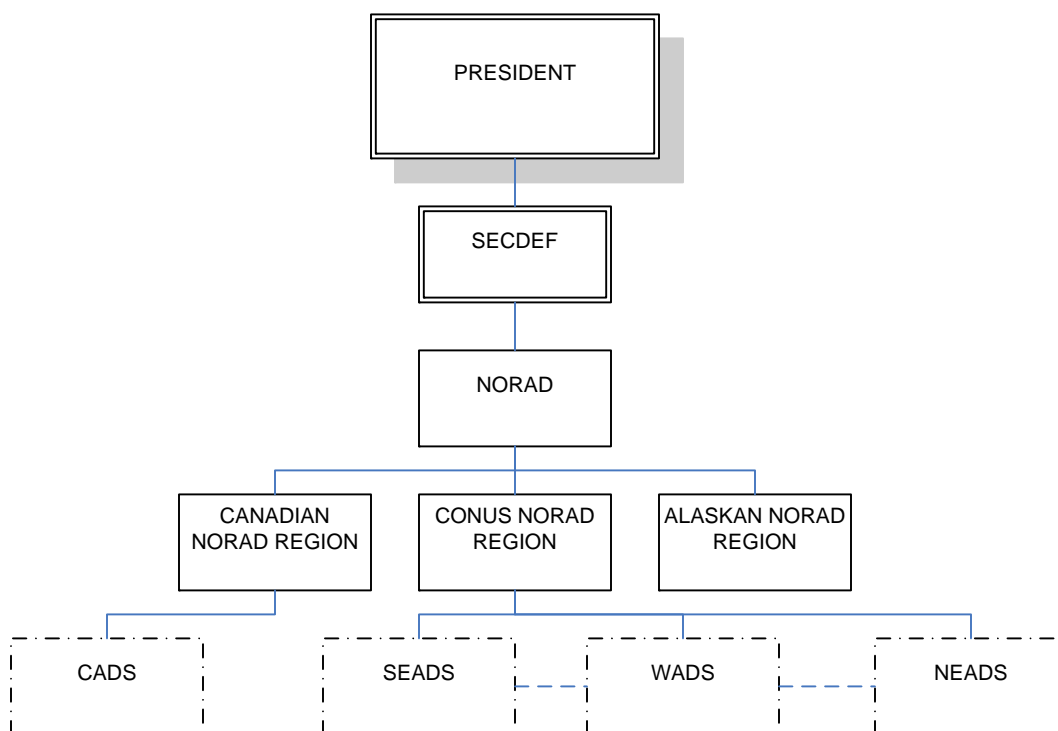 PRESIDENT
SECDEF
NORAD
CANADIAN
NORAD REGION
CONUS NORAD
REGION
ALASKAN NORAD
REGION
CADS
SEADS
WADS
NEADS